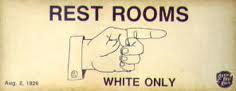 REST ROOMS
WHITE ONLY
Aug. 2, 1926